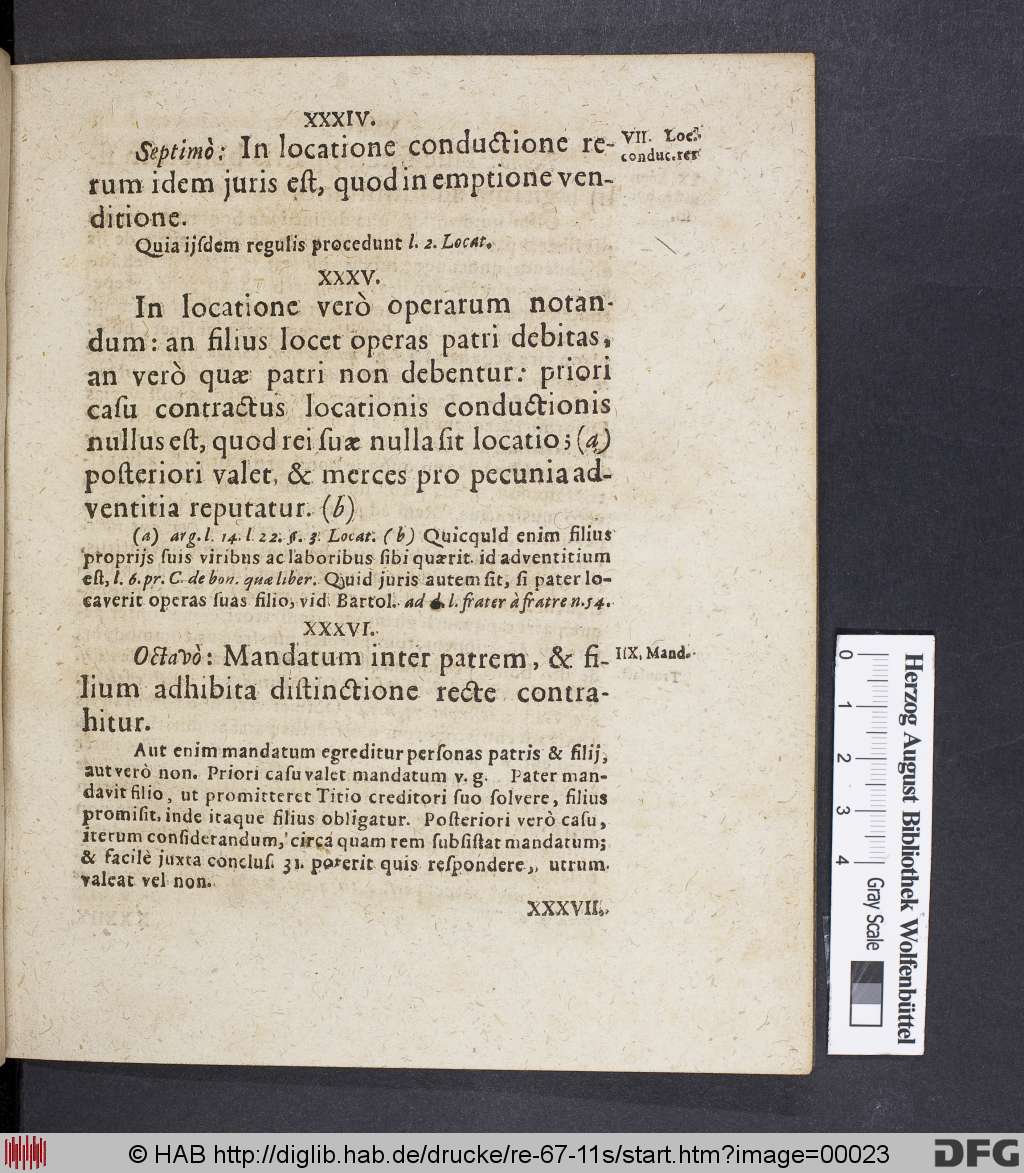 XXXIV.
Septimò: In locatione conductione re-
rum idem juris eſt, quod in emptione ven-
ditione.
VII. Loc.
conduc. rer
Quia ijſdem regulis procedunt l. 2. Locat.
XXXV.
In locatione verò operarum notan-
dum: an filius locet operas patri debitas,
an verò quæ patri non debentur: priori
caſu contractus locationis conductionis
nullus eſt, quod rei ſuæ nulla ſit locatio; (a)
poſteriori valet, & merces pro pecunia ad-
ventitia reputatur. (b)
(a) arg. l. 14. l. 22. §. 3. Locat. (b) Quicquld enim filius
proprijs ſuis viribus ac laboribus ſibi quærit. id adventitium
eſt, l. 6. pr. C. de bon. quæ liber. Quid juris autem ſit, ſi pater lo-
caverit operas ſuas filio, vid. Bartol. ad d. l. frater à fratre n. 54.
XXXVI.
Octavò: Mandatum inter patrem, & fi-
lium adhibita diſtinctione recte contra-
hitur.
IIX. Mand.
Aut enim mandatum egreditur perſonas patris & filij,
aut verò non. Priori caſu valet mandatum v. g. Pater man-
davit filio, ut promitteret Titio creditori ſuo ſolvere, filius
promiſit, inde itaque filius obligatur. Poſteriori verò caſu,
iterum conſiderandum, circa quam rem ſubſiſtat mandatum;
& facilè juxta concluſ. 31. poterit quis reſpondere, utrum
valeat vel non.
XXXVII.
0 1 2 3 4
Gray Scale
Herzog August Bibliothek Wolfenbüttel
© HAB http://diglib.hab.de/drucke/re-67-11s/start.htm?image=00023
DFG